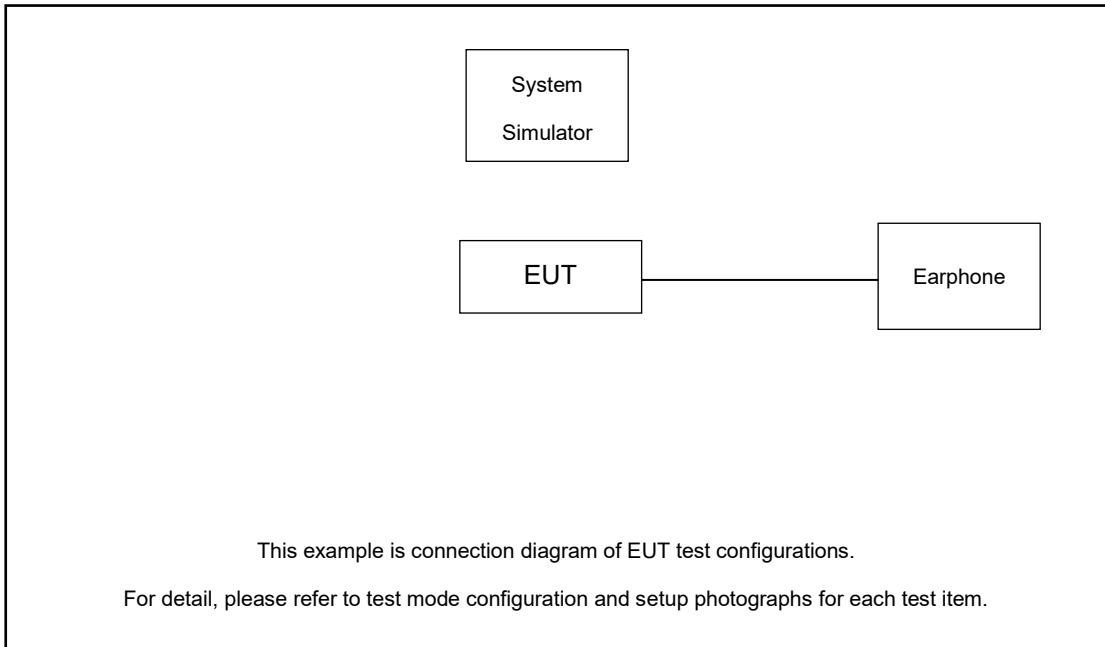 System
Simulator
EUT
Earphone
This example is connection diagram of EUT test configurations.
For detail, please refer to test mode configuration and setup photographs for each test item.